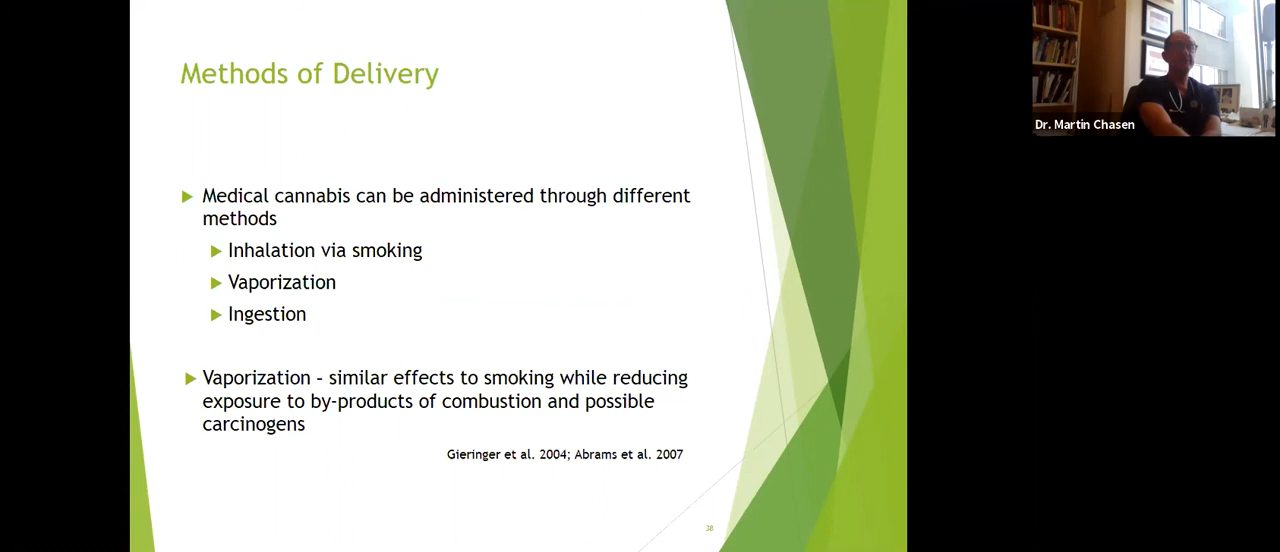 Methods of Delivery
Medical cannabis can be administered through different
methods
Inhalation via smoking
Vaporization
Ingestion
Vaporization – similar effects to smoking while reducing
exposure to by-products of combustion and possible
carcinogens
Gieringer et al. 2004; Abrams et al. 2007
38
Dr. Martin Chasen